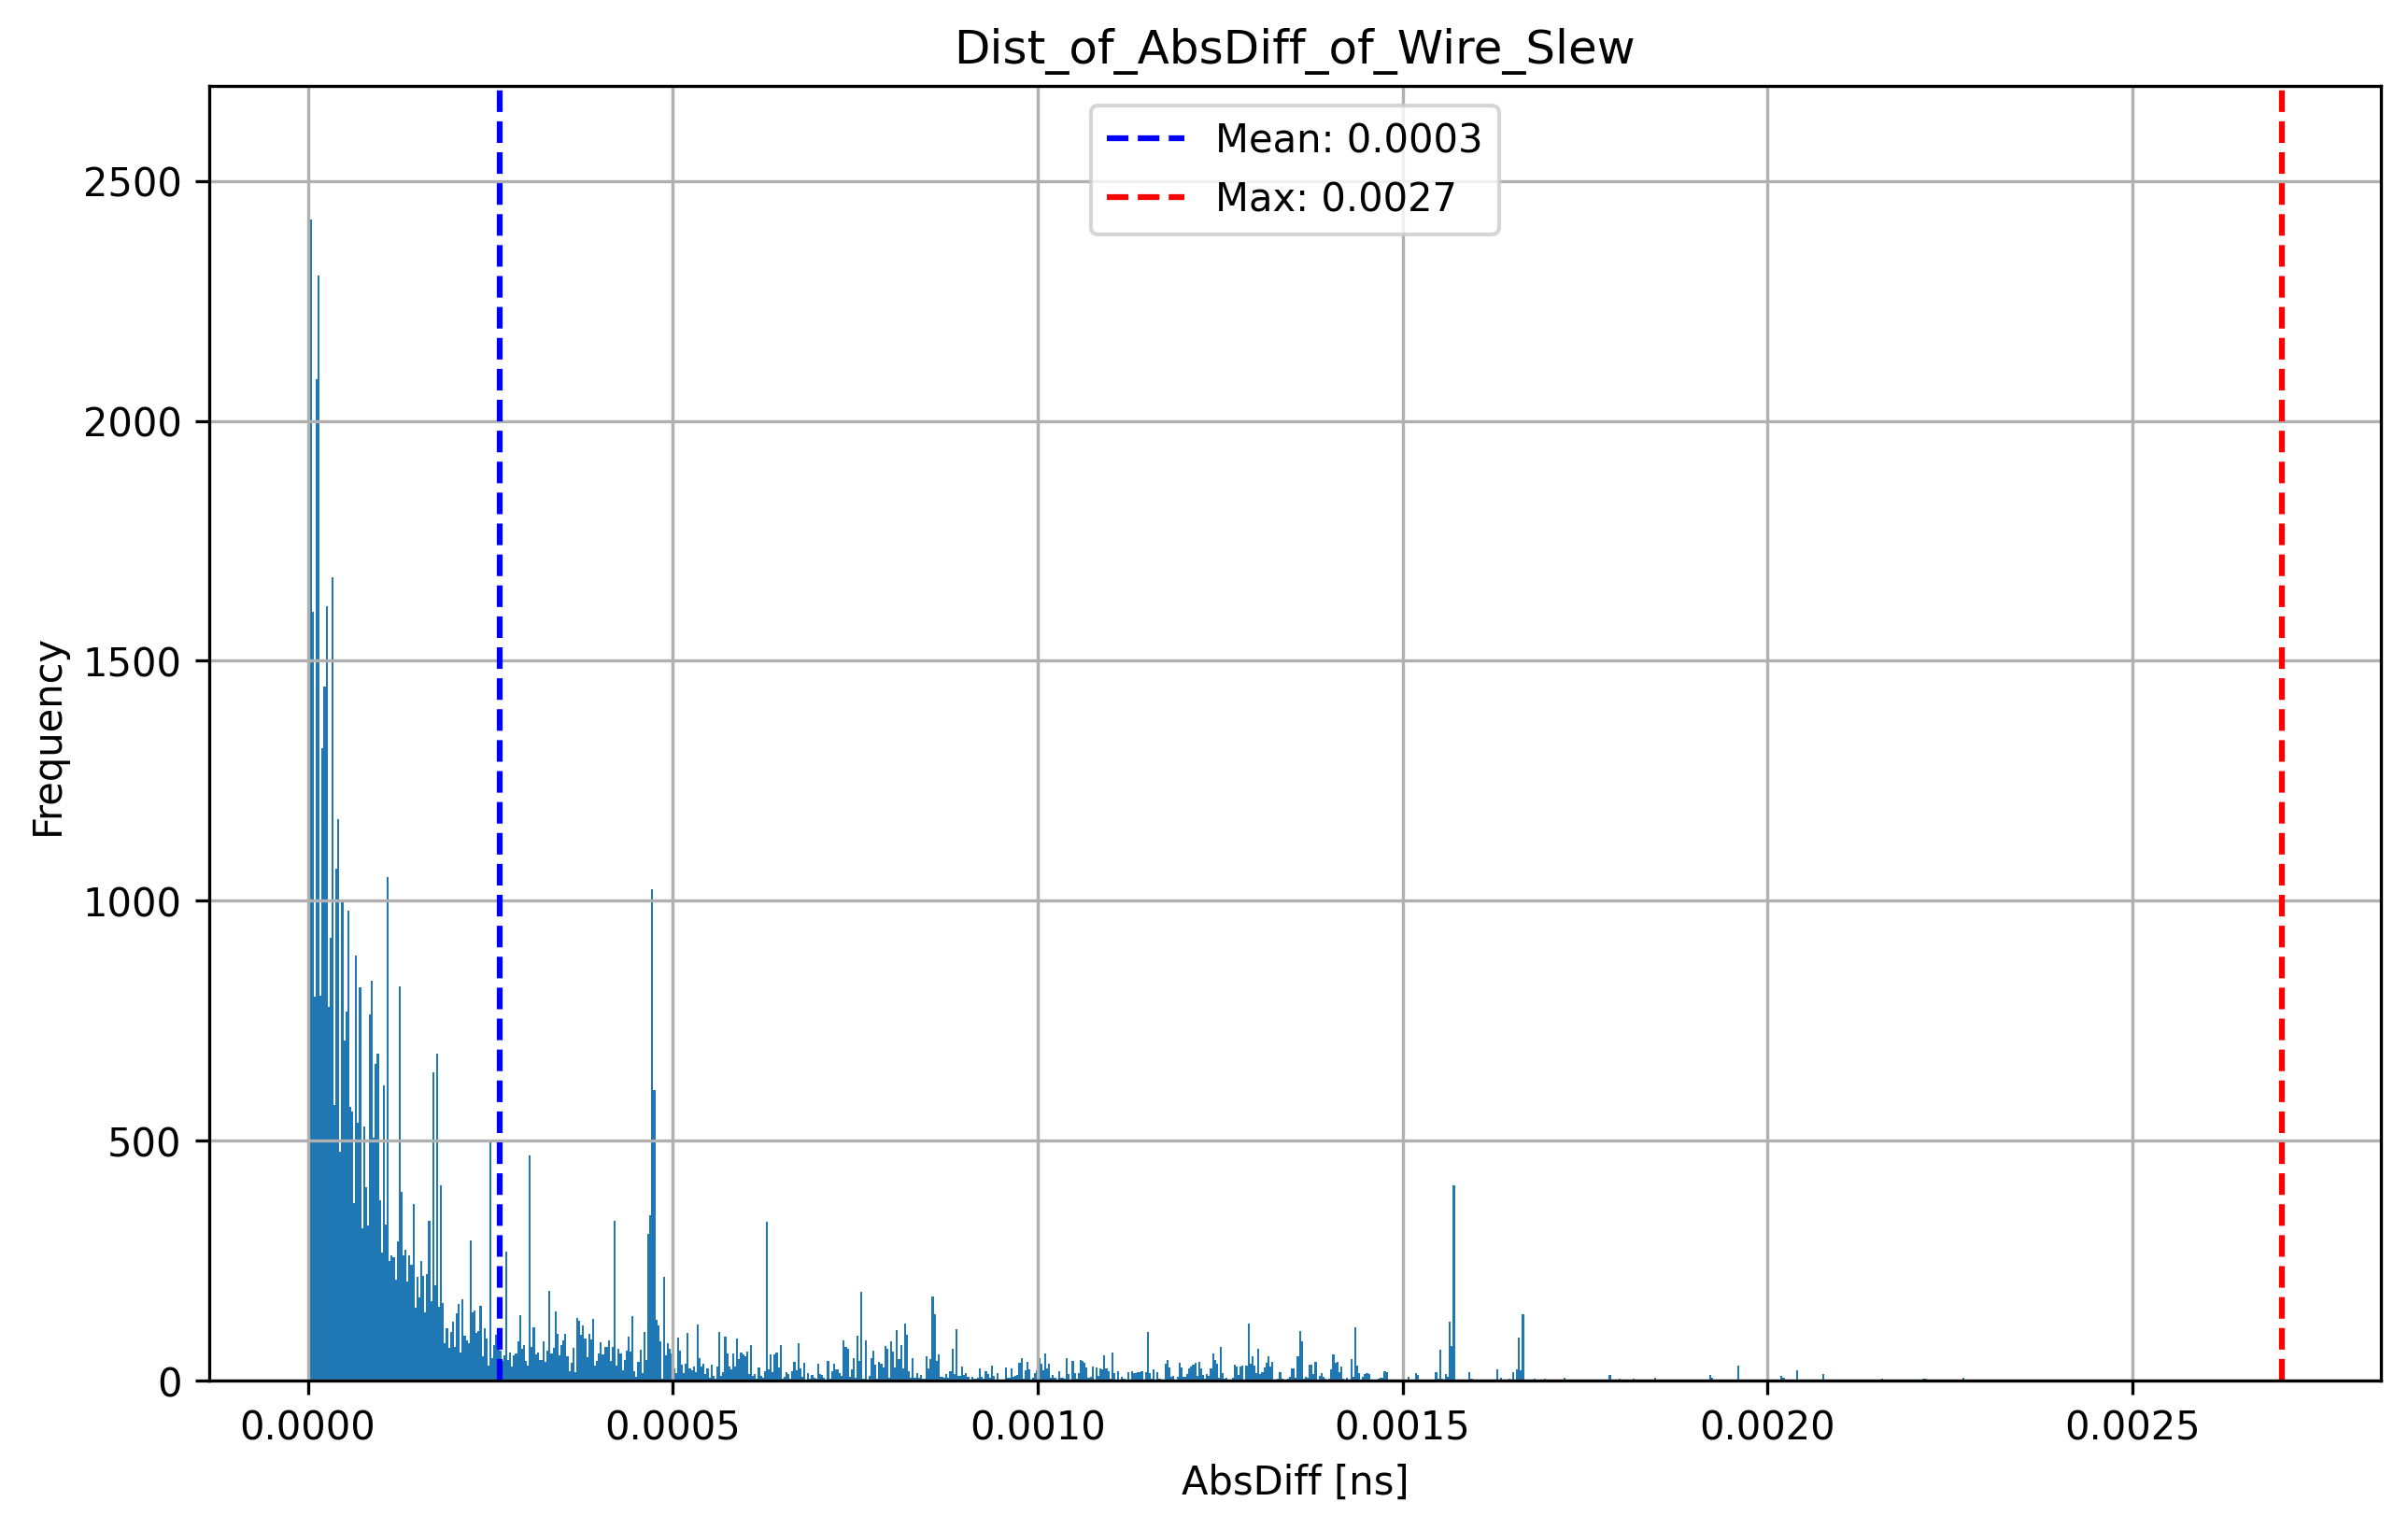 Dist_of_AbsDiff_of_Wire_Slew
Mean: 0.0003
Max: 0.0027
Frequency
2500
2000
1500
1000
500
0
0.0000 0.0005 0.0010 0.0015 0.0020 0.0025
AbsDiff [ns]